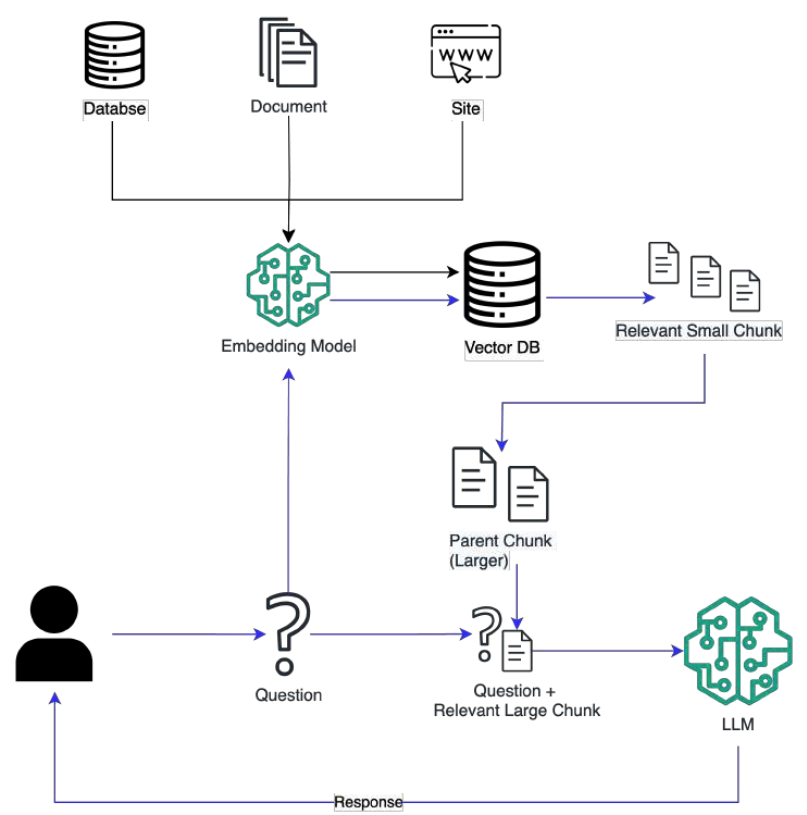 WWW
Databse
Document
Site
Embedding Model
Vector DB
Relevant Small Chunk
Parent Chunk
(Larger)
Question
Question +
Relevant Large Chunk
LLM
Response